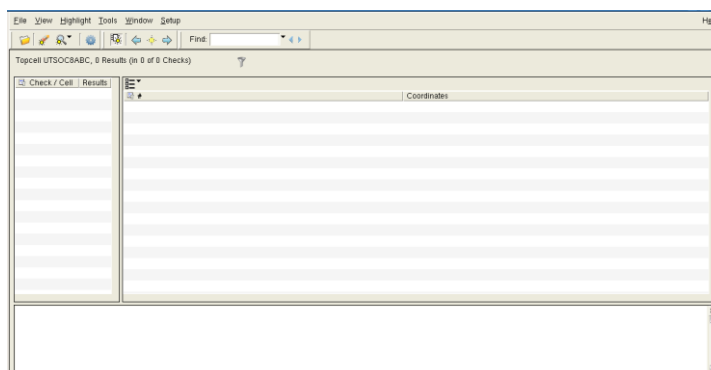 File View Highlight Tools Window Setup He
Find:
Topcell UTSOC8ABC, 0 Results (in 0 of 0 Checks)
Check / Cell Results
# Coordinates